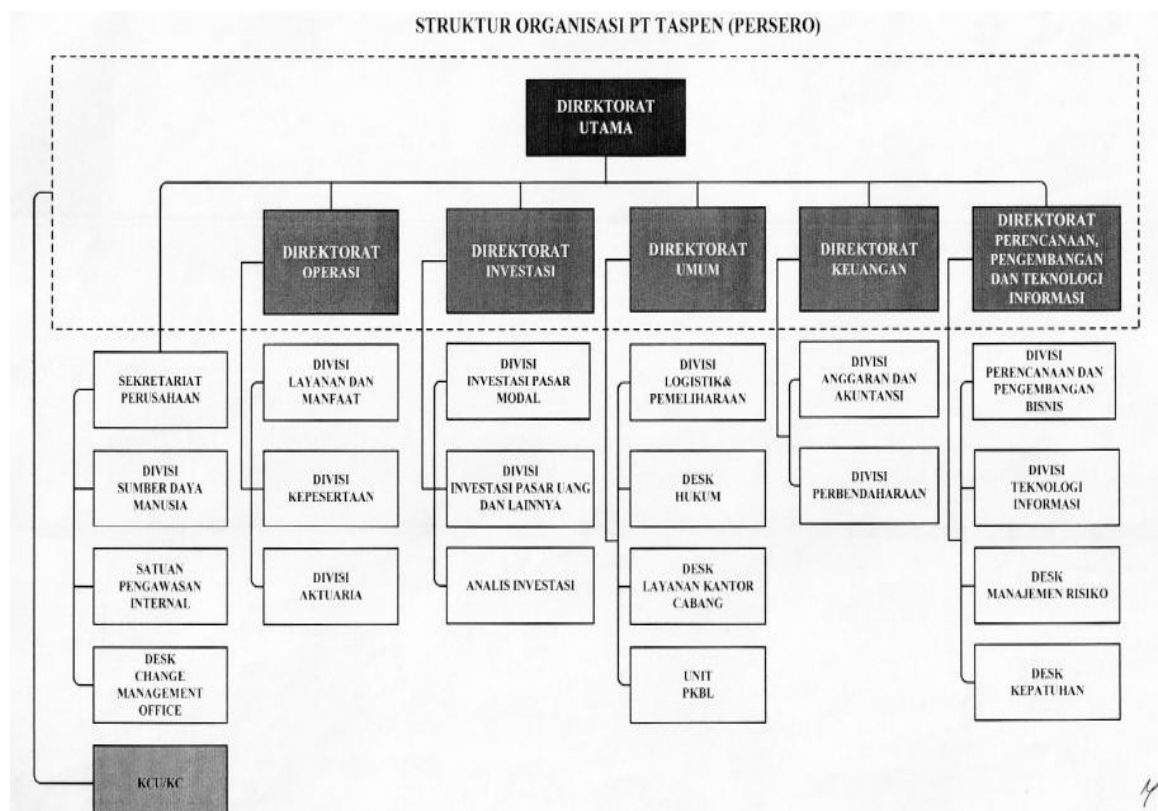 STRUKTUR ORGANISASI PT TASPEN (PERSERO)
DIREKTORAT
UTAMA
DIREKTORAT
OPERASI
DIREKTORAT
INVESTASI
DIREKTORAT
UMUM
DIREKTORAT
KEUANGAN
DIREKTORAT
PERENCANAAN,
PENGEMBANGAN
DAN TEKNOLOGI
INFORMASI
SEKRETARIAT
PERUSAHAAN
DIVISI
SUMBER DAYA
MANUSIA
SATUAN
PENGAWASAN
INTERNAL
DESK
CHANGE
MANAGEMENT
OFFICE
KCU/KC
DIVISI
LAYANAN DAN
MANFAAT
DIVISI
KEPESERTAAN
DIVISI
AKTUARIA
DIVISI
INVESTASI PASAR
MODAL
DIVISI
INVESTASI PASAR UANG
DAN LAINNYA
ANALIS INVESTASI
DIVISI
LOGISTIK&
PEMELIHARAAN
DESK
HUKUM
DESK
LAYANAN KANTOR
CABANG
UNIT
PKBL
DIVISI
ANGGARAN DAN
AKUNTANSI
DIVISI
PERBENDAHARAAN
DIVISI
PERENCANAAN DAN
PENGEMBANGAN
BISNIS
DIVISI
TEKNOLOGI
INFORMASI
DESK
MANAJEMEN RISIKO
DESK
KEPATUHAN